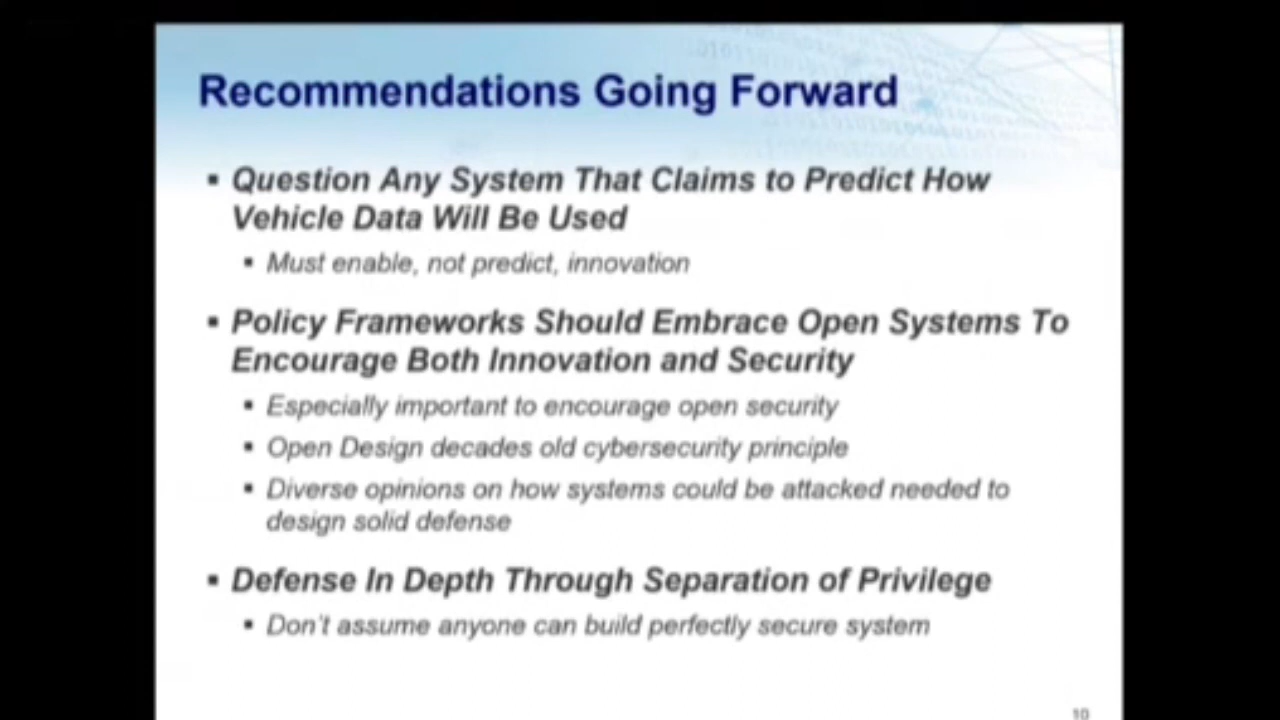 Recommendations Going Forward
▪ Question Any System That Claims to Predict How
Vehicle Data Will Be Used
▪ Must enable, not predict, innovation
▪ Policy Frameworks Should Embrace Open Systems To
Encourage Both Innovation and Security
▪ Especially important to encourage open security
▪ Open Design decades old cybersecurity principle
▪ Diverse opinions on how systems could be attacked needed to
design solid defense
▪ Defense In Depth Through Separation of Privilege
▪ Don't assume anyone can build perfectly secure system
10